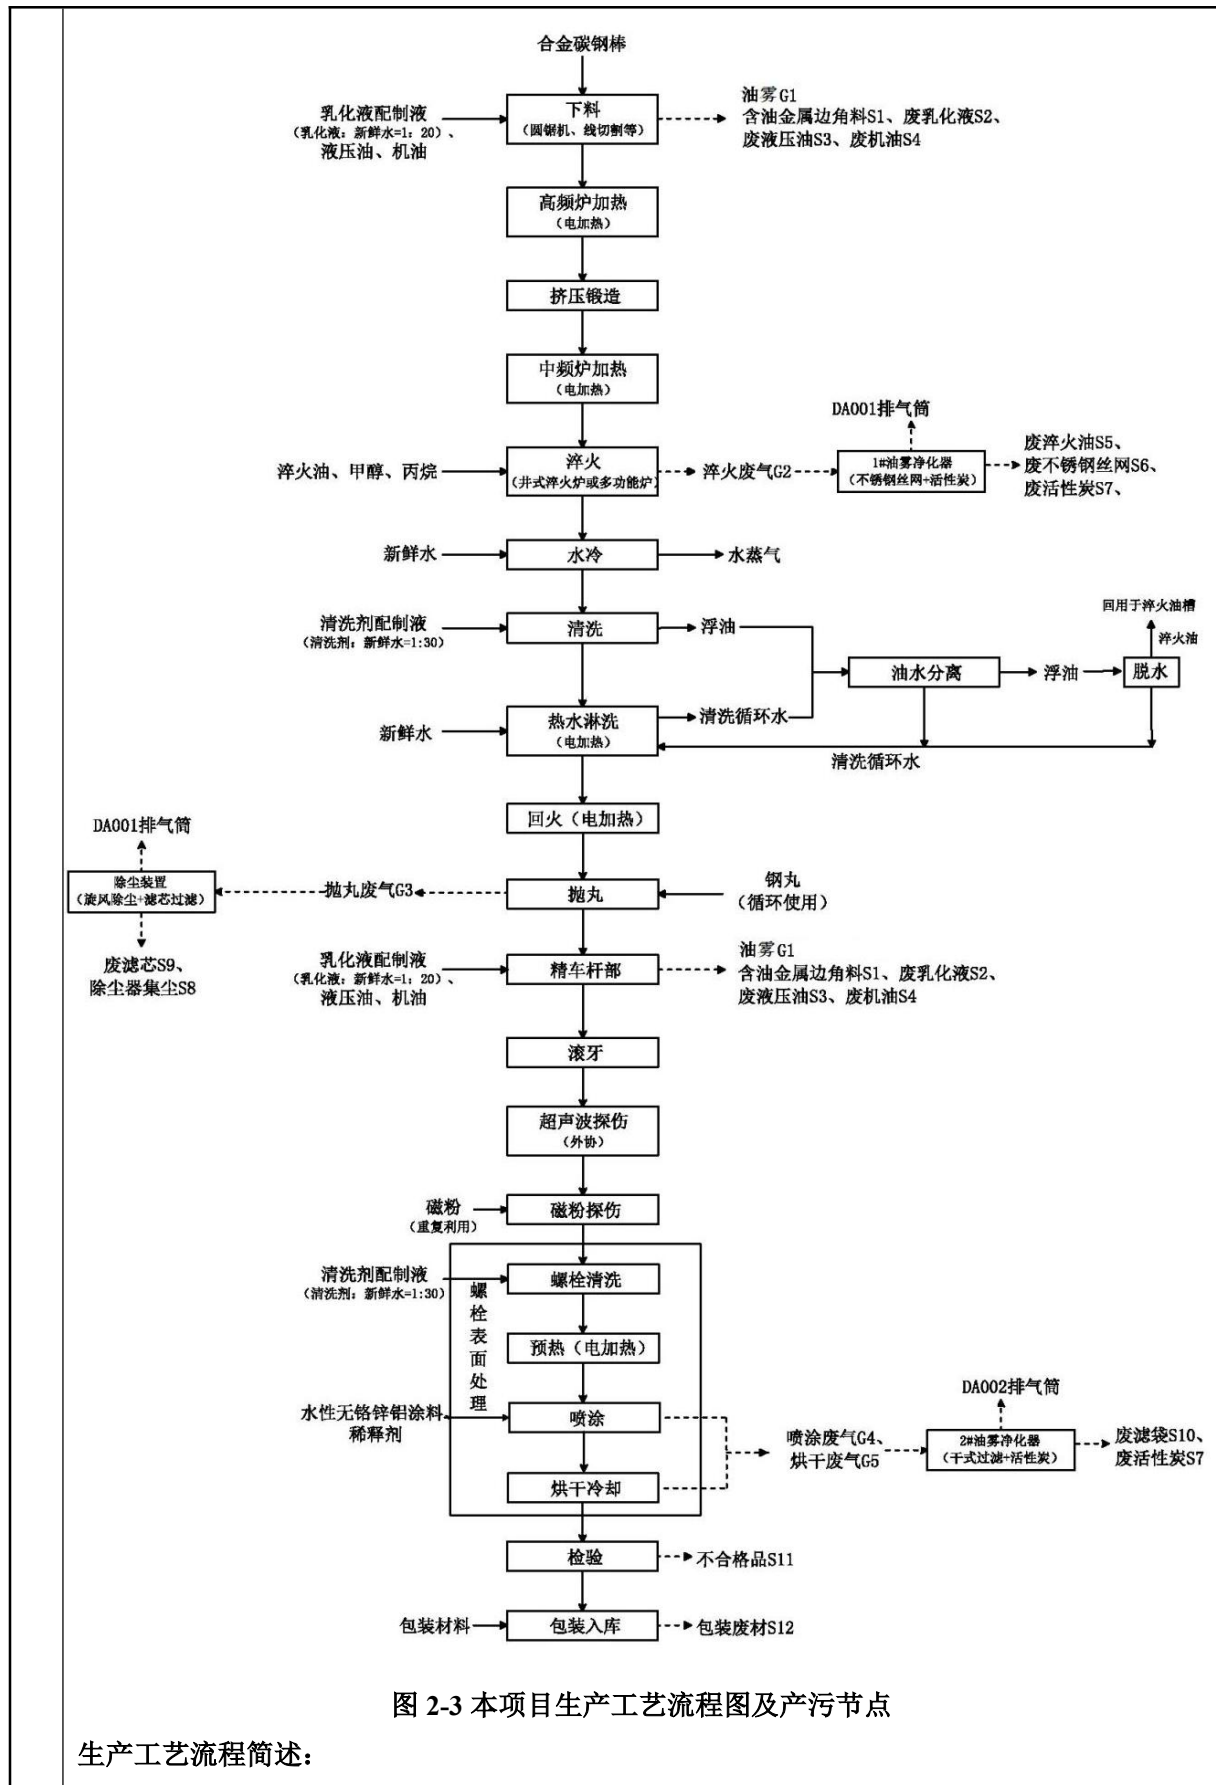 合金碳钢棒
乳化液配制液
（乳化液：新鲜水=1：20）、
液压油、机油
下料
（圆锯机、线切割等）
油雾G1
含油金属边角料S1、废乳化液S2、
废液压油S3、废机油S4
高频炉加热
（电加热）
挤压锻造
中频炉加热
（电加热）
淬火油、甲醇、丙烷
淬火
（井式淬火炉或多功能炉）
淬火废气G2
DA001排气筒
1#油雾净化器
（不锈钢丝网+活性炭）
废淬火油S5、
废不锈钢丝网S6、
废活性炭S7、
新鲜水
水冷
水蒸气
清洗剂配制液
（清洗剂：新鲜水=1:30）
清洗
浮油
油水分离
浮油
脱水
回用于淬火油槽
淬火油
新鲜水
热水淋洗
（电加热）
清洗循环水
清洗循环水
回火（电加热）
DA001排气筒
除尘装置
（旋风除尘+滤芯过滤）
废滤芯S9、
除尘器集尘S8
抛丸废气G3
抛丸
钢丸
（循环使用）
乳化液配制液
（乳化液：新鲜水=1：20）、
液压油、机油
精车杆部
油雾G1
含油金属边角料S1、废乳化液S2、
废液压油S3、废机油S4
滚牙
超声波探伤
（外协）
磁粉
（重复利用）
磁粉探伤
清洗剂配制液
（清洗剂：新鲜水=1:30）
螺栓表面处理
螺栓清洗
预热（电加热）
水性无铬锌铝涂料
稀释剂
喷涂
烘干冷却
喷涂废气G4、
烘干废气G5
DA002排气筒
2#油雾净化器
（干式过滤+活性炭）
废滤袋S10、
废活性炭S7
检验
不合格品S11
包装材料
包装入库
包装废材S12
图 2-3 本项目生产工艺流程图及产污节点
生产工艺流程简述：